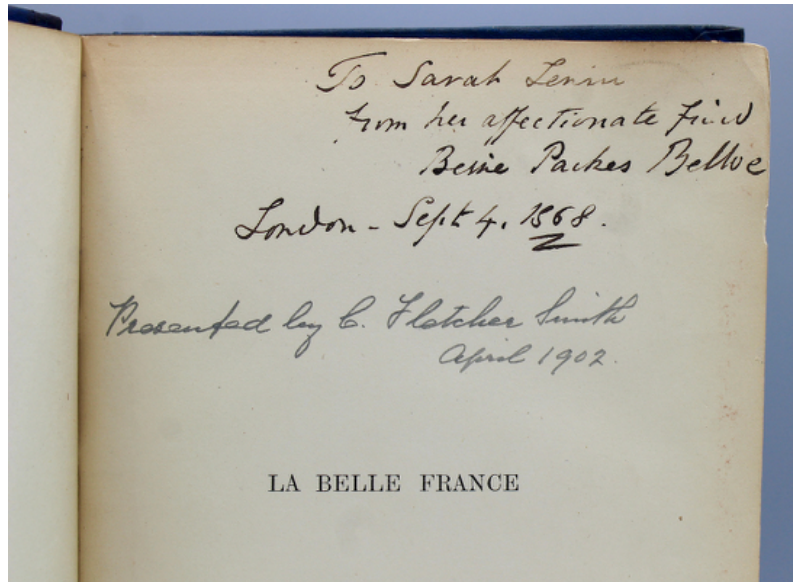 To Sarah Lewin
from her affectionate friend
Bessie Parkes Belloc
London - Sept 4, 1868.
Presented by C. Fletcher Smith
April 1902.
LA BELLE FRANCE